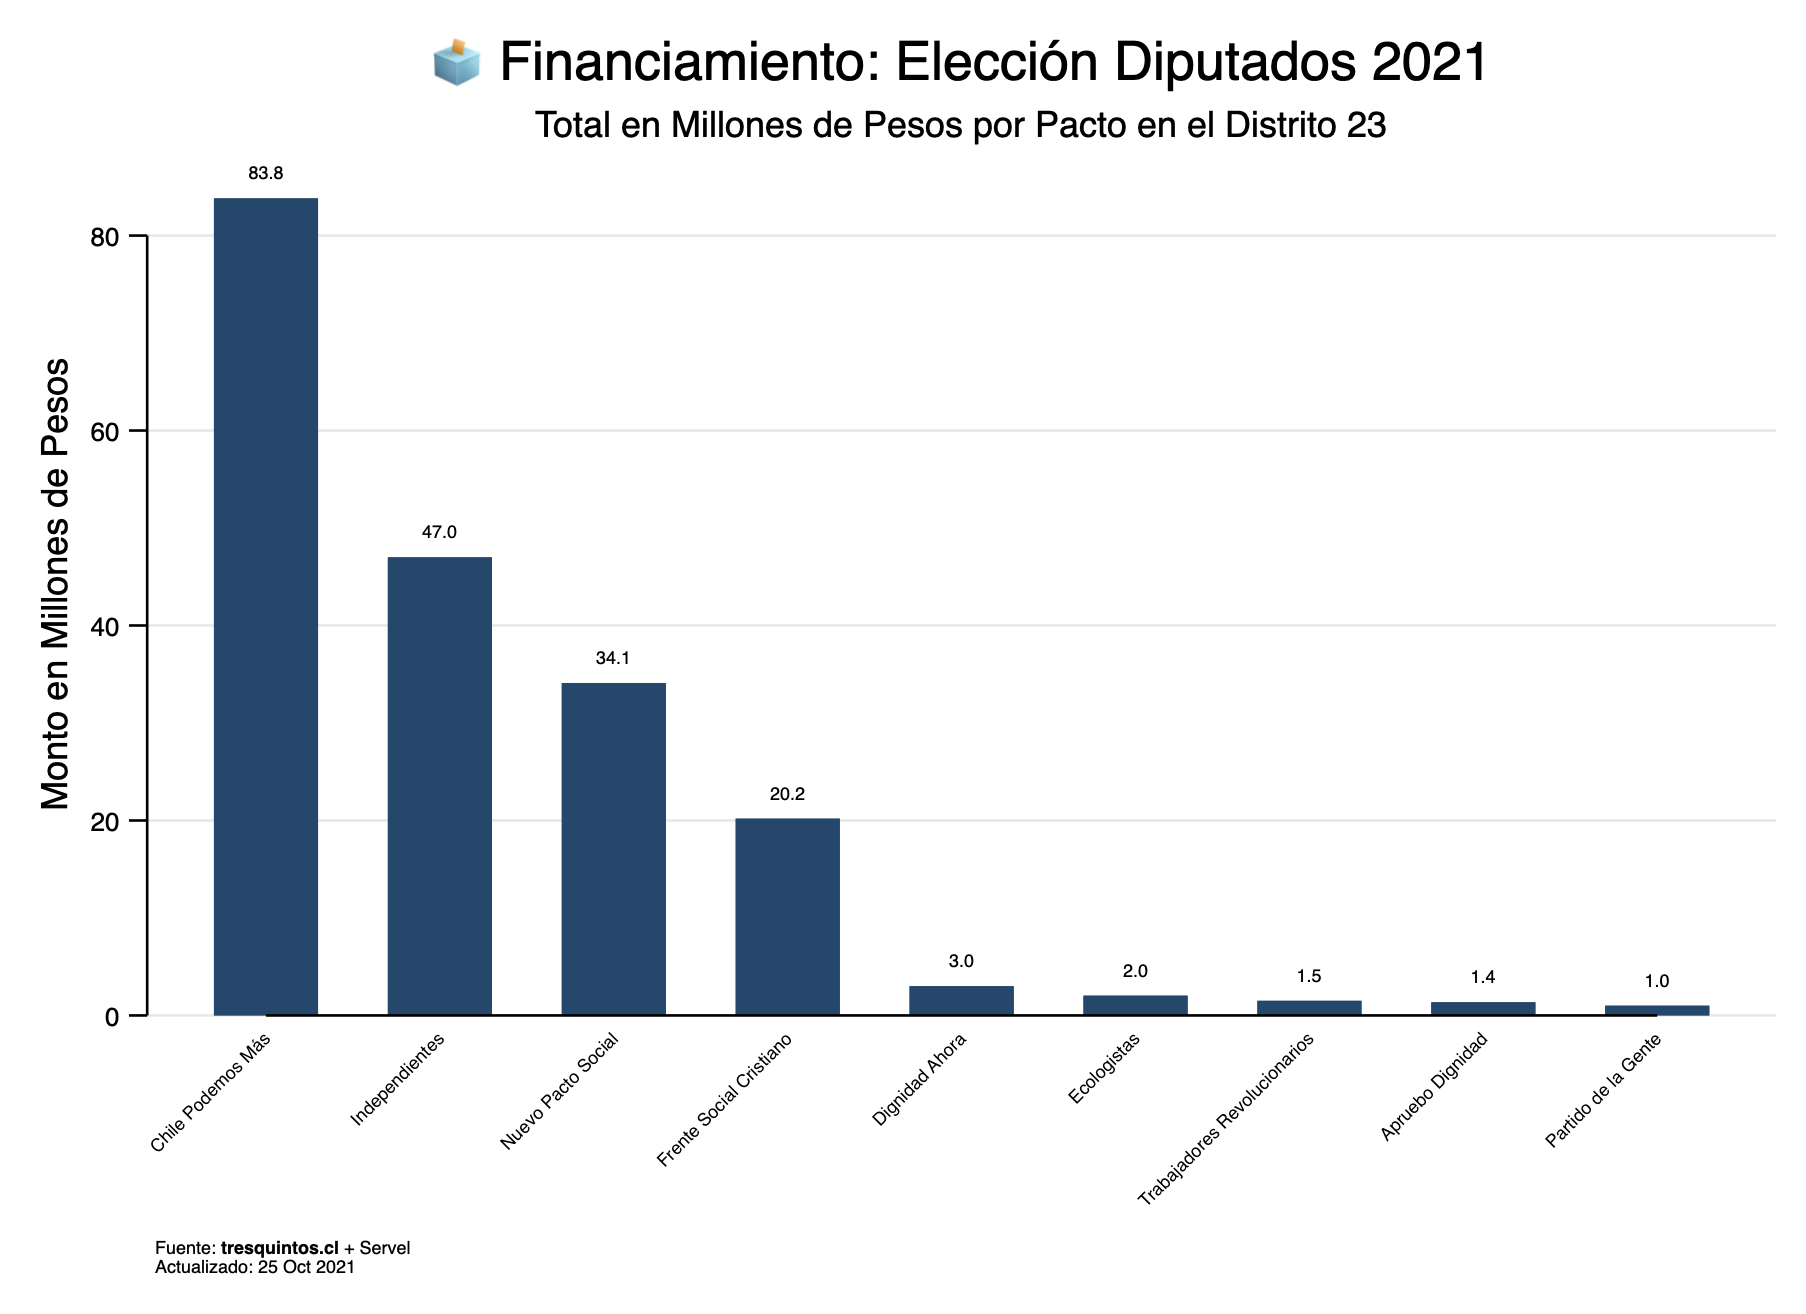 Financiamiento: Elección Diputados 2021
Total en Millones de Pesos por Pacto en el Distrito 23
Monto en Millones de Pesos
80
60
40
20
0
83.8
47.0
34.1
20.2
3.0
2.0
1.5
1.4
1.0
Chile Podemos Más
Independientes
Nuevo Pacto Social
Frente Social Cristiano
Dignidad Ahora
Ecologistas
Trabajadores Revolucionarios
Apruebo Dignidad
Partido de la Gente
Fuente: tresquintos.cl + Servel
Actualizado: 25 Oct 2021